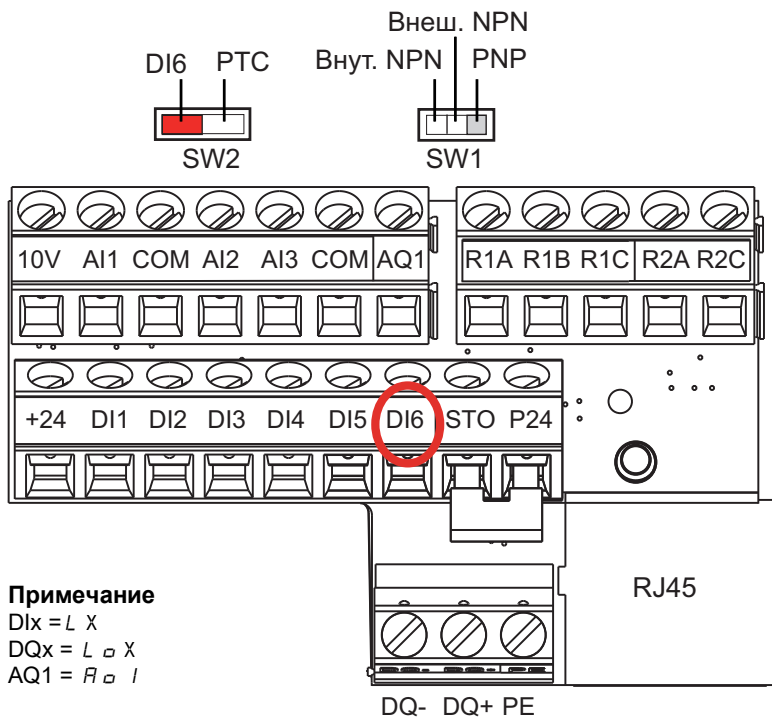 Внеш. NPN
DI6 PTC Внут. NPN PNP
SW2 SW1
10V AI1 COM AI2 AI3 COM AQ1 R1A R1B R1C R2A R2C
+24 DI1 DI2 DI3 DI4 DI5 DI6 STO P24
RJ45
Примечание
DIx = L X
DQx = L o X
AQ1 = A o 1
DQ- DQ+ PE